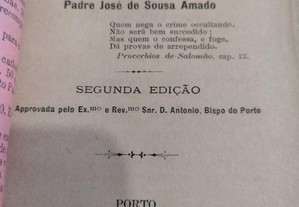 Padre José de Sousa Amado
Quem nega o crime occultando.
Não será bem succedido;
Mas quem o confessa, e foge,
Dá provas de arrependido.
Proverbios de Salomão, cap. 13.
SEGUNDA EDIÇÃO
Approvada pelo Ex.mo e Rev.mo Snr. D. Antonio, Bispo do Porto
PORTO
para